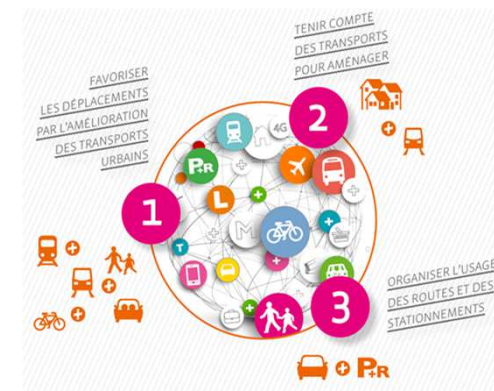 TENIR COMPTE
DES TRANSPORTS
POUR AMÉNAGER
FAVORISER
LES DÉPLACEMENTS
PAR L'AMÉLIORATION
DES TRANSPORTS
URBAINS
4G
2
P+R
L
1
M
T
ORGANISER L'USAGE
DES ROUTES ET DES
STATIONNEMENTS
3
P+R